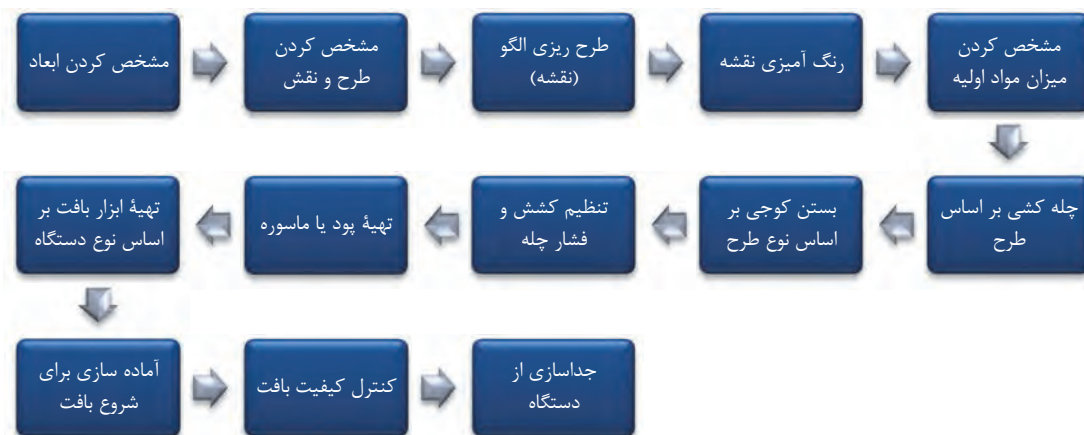 مشخص کردن ابعاد
مشخص کردن
طرح و نقش
طرح ریزی الگو
(نقشه)
رنگ آمیزی نقشه
مشخص کردن
میزان مواد اولیه
چله کشی بر اساس
طرح
بستن کوجی بر
اساس نوع طرح
تنظیم کشش و
فشار چله
تهیۀ پود یا ماسوره
تهیۀ ابزار بافت بر
اساس نوع دستگاه
آماده سازی برای
شروع بافت
کنترل کیفیت بافت
جداسازی از
دستگاه